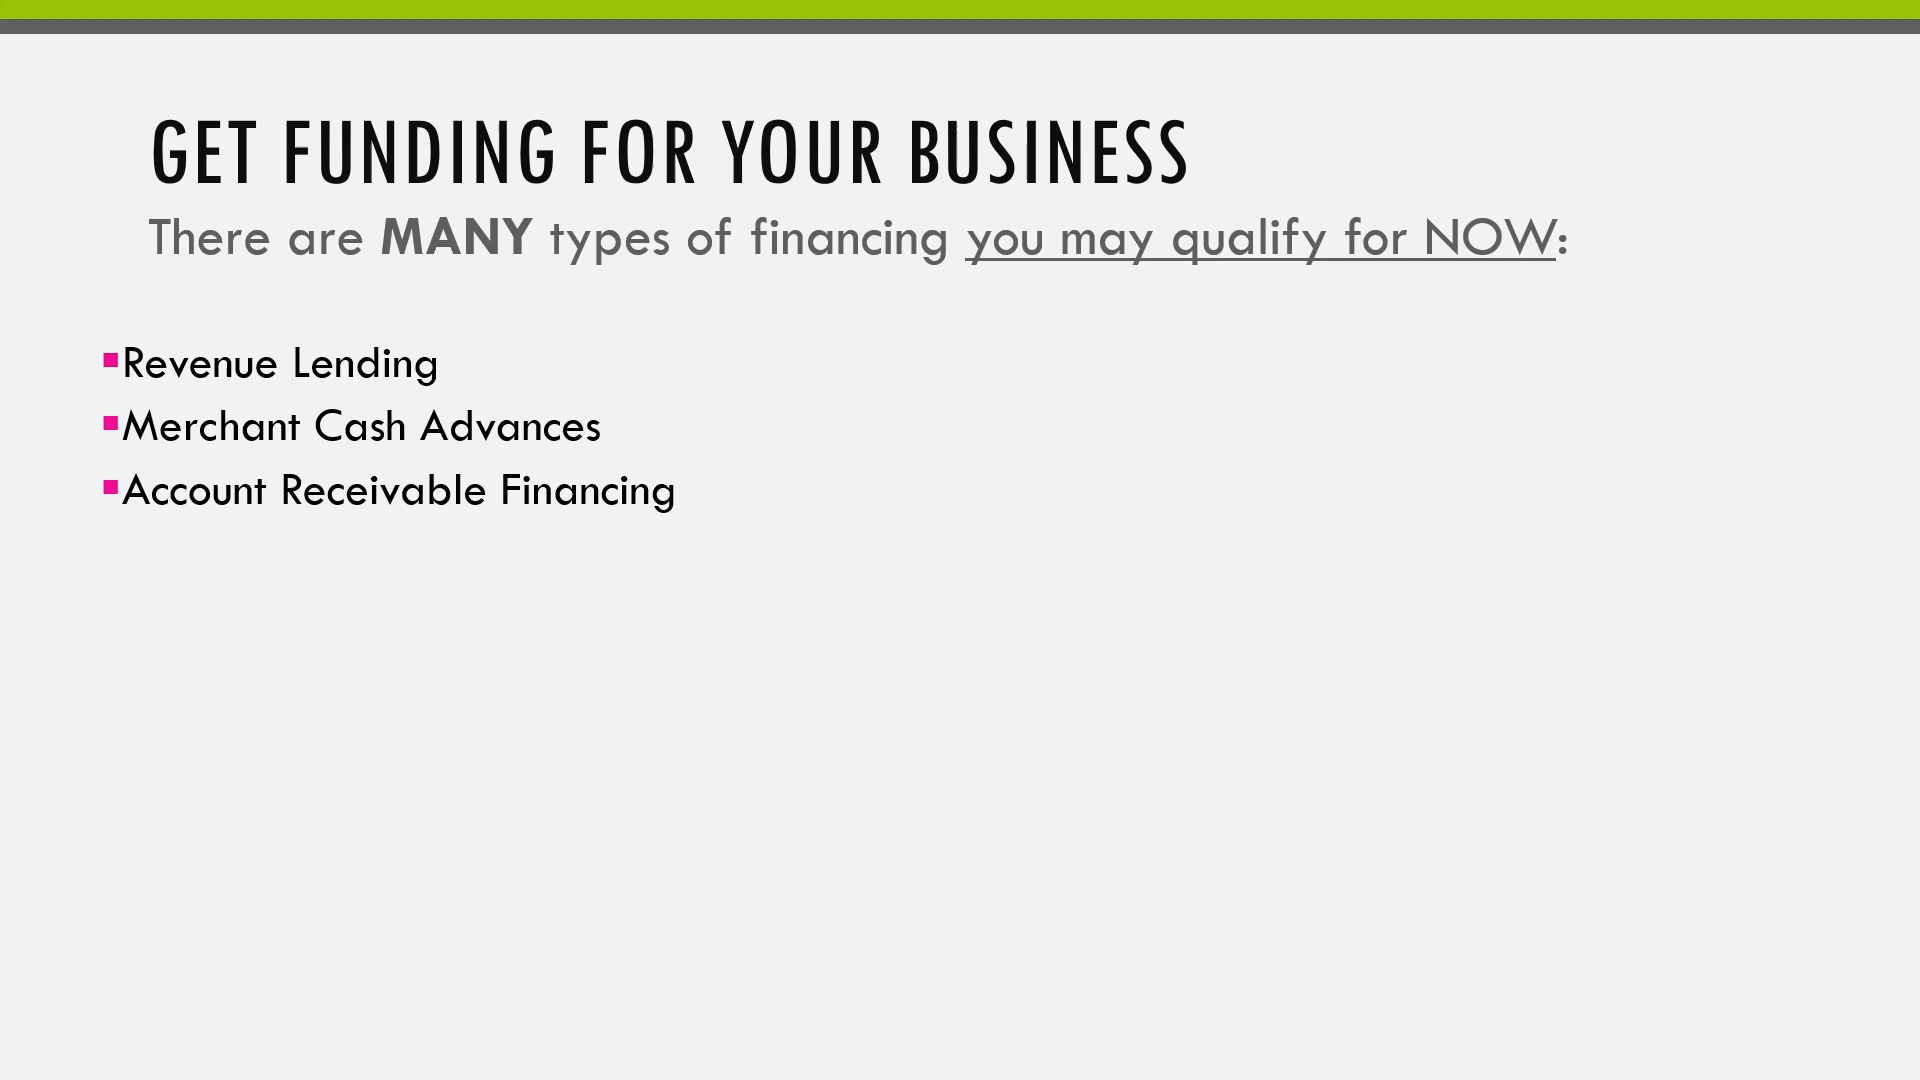 GET FUNDING FOR YOUR BUSINESS
There are MANY types of financing you may qualify for NOW:
Revenue Lending
Merchant Cash Advances
Account Receivable Financing